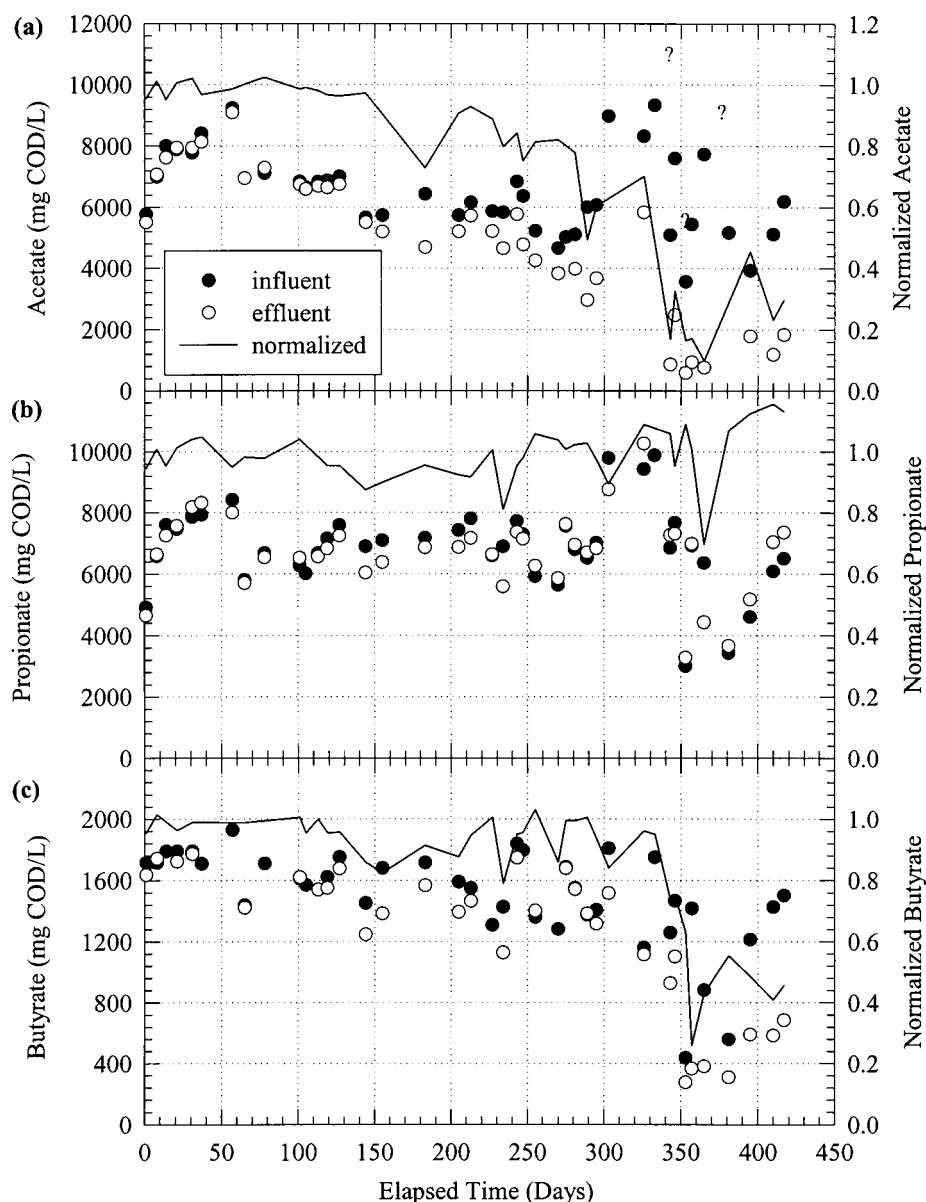 (a)
12000
10000
8000
6000
4000
2000
0
Acetate (mg COD/L)
influent
effluent
normalized
?
?
?
1.2
1.0
0.8
0.6
0.4
0.2
0.0
Normalized Acetate
(b)
10000
8000
6000
4000
2000
0
Propionate (mg COD/L)
1.0
0.8
0.6
0.4
0.2
0.0
Normalized Propionate
(c)
2000
1600
1200
800
400
0
Butyrate (mg COD/L)
1.0
0.8
0.6
0.4
0.2
0.0
Normalized Butyrate
0 50 100 150 200 250 300 350 400 450
Elapsed Time (Days)